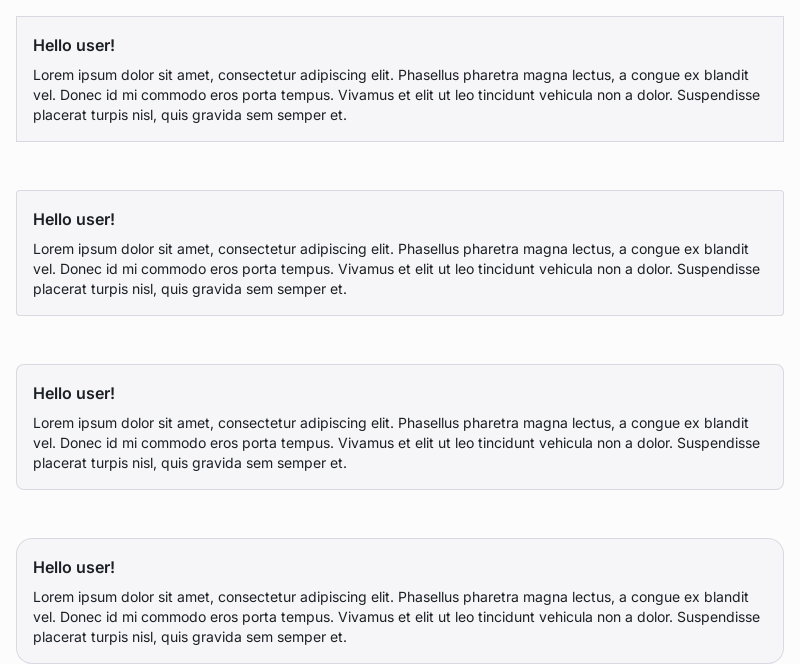 Hello user!
Lorem ipsum dolor sit amet, consectetur adipiscing elit. Phasellus pharetra magna lectus, a congue ex blandit
vel. Donec id mi commodo eros porta tempus. Vivamus et elit ut leo tincidunt vehicula non a dolor. Suspendisse
placerat turpis nisl, quis gravida sem semper et.
Hello user!
Lorem ipsum dolor sit amet, consectetur adipiscing elit. Phasellus pharetra magna lectus, a congue ex blandit
vel. Donec id mi commodo eros porta tempus. Vivamus et elit ut leo tincidunt vehicula non a dolor. Suspendisse
placerat turpis nisl, quis gravida sem semper et.
Hello user!
Lorem ipsum dolor sit amet, consectetur adipiscing elit. Phasellus pharetra magna lectus, a congue ex blandit
vel. Donec id mi commodo eros porta tempus. Vivamus et elit ut leo tincidunt vehicula non a dolor. Suspendisse
placerat turpis nisl, quis gravida sem semper et.
Hello user!
Lorem ipsum dolor sit amet, consectetur adipiscing elit. Phasellus pharetra magna lectus, a congue ex blandit
vel. Donec id mi commodo eros porta tempus. Vivamus et elit ut leo tincidunt vehicula non a dolor. Suspendisse
placerat turpis nisl, quis gravida sem semper et.